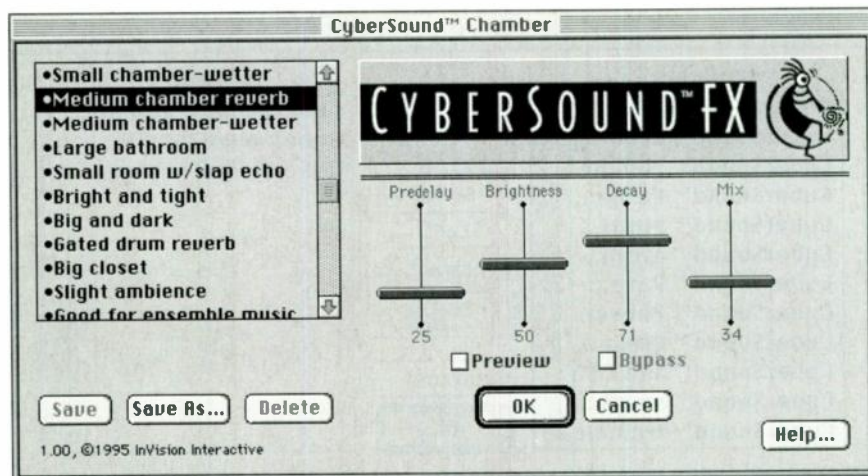 CyberSound™ Chamber
•Small chamber-wetter
•Medium chamber reverb
•Medium chamber-wetter
•Large bathroom
•Small room w/slap echo
•Bright and tight
•Big and dark
•Gated drum reverb
•Big closet
•Slight ambience
•Good for ensemble music
CYBERSOUND™ FX
Predelay Brightness Decay Mix
25 50 71 34
Preview Bypass
Save Save As... Delete OK Cancel
Help...
1.00, ©1995 InVision Interactive